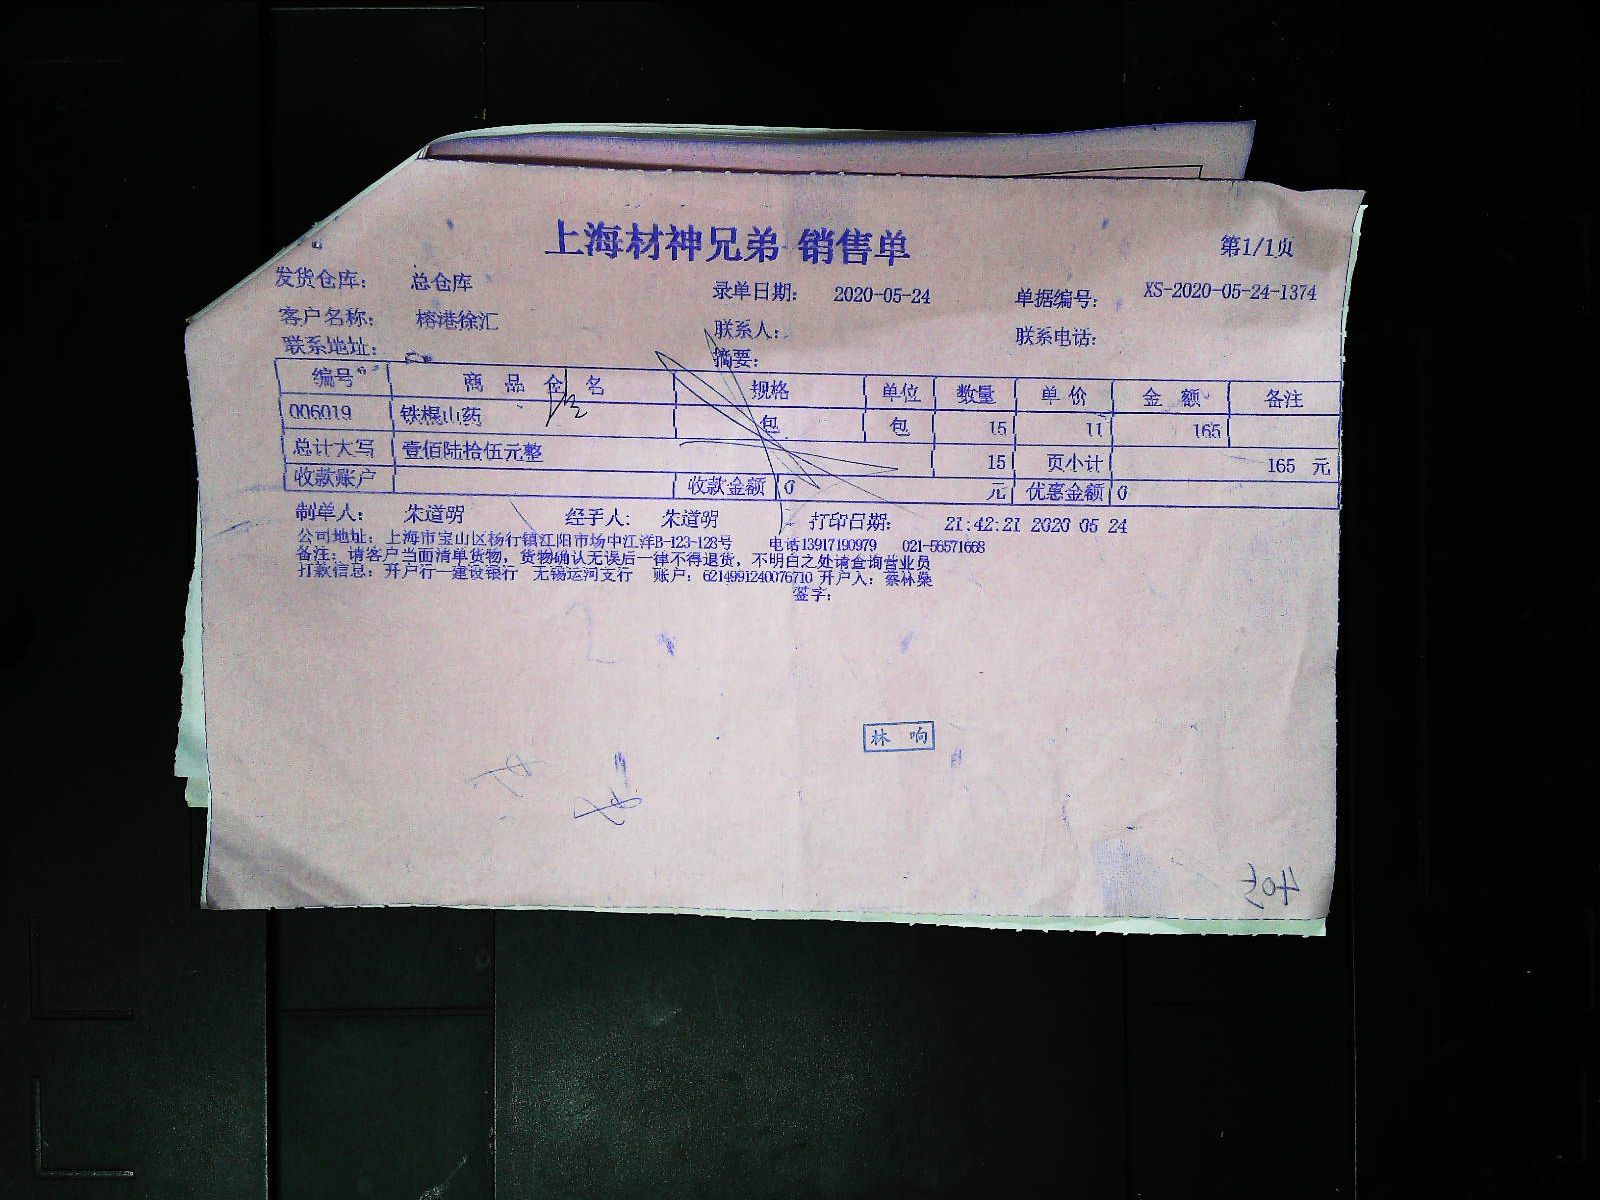 上海材神兄弟 销售单
第1/1页
发货仓库: 总仓库 录单日期: 2020-05-24 单据编号: XS-2020-05-24-1374
客户名称: 榕港徐汇 联系人: 联系电话:
联系地址: 摘要:
编号 商 品 全 名 规格 单位 数量 单 价 金 额 备注
006019 铁棍山药 包 包 15 11 165
总计大写 壹佰陆拾伍元整 15 页小计 165 元
收款账户 收款金额 0 元 优惠金额 0
制单人: 朱道明 经手人: 朱道明 打印日期: 21:42:21 2020 05 24
公司地址: 上海市宝山区杨行镇江阳市场中江洋B-123-128号 电话13917190979 021-56571668
备注: 请客户当面清单货物, 货物确认无误后一律不得退货, 不明白之处请查询营业员
打款信息: 开户行一建设银行 无锡运河支行 账户: 6214991240076710 开户人: 蔡林燊
签字:
林 响